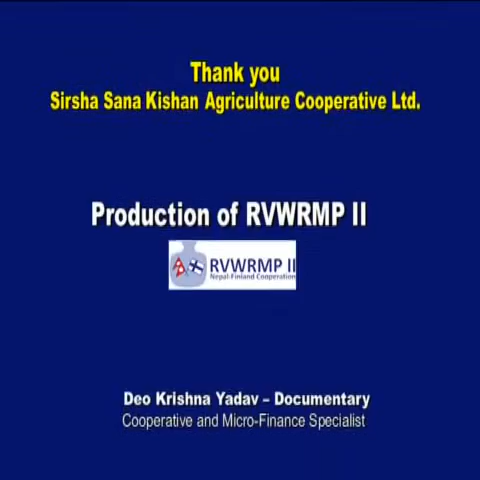 Thank you
Sirsha Sana Kishan Agriculture Cooperative Ltd.
Production of RVWRMP II
RVWRMP II
Nepal-Finland Cooperation
Deo Krishna Yadav – Documentary
Cooperative and Micro-Finance Specialist